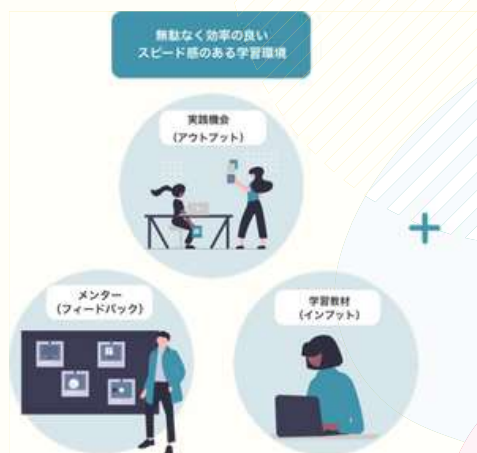 無駄なく効率の良い
スピード感のある学習環境
実践機会
(アウトプット)
メンター
(フィードバック)
学習教材
(インプット)
+